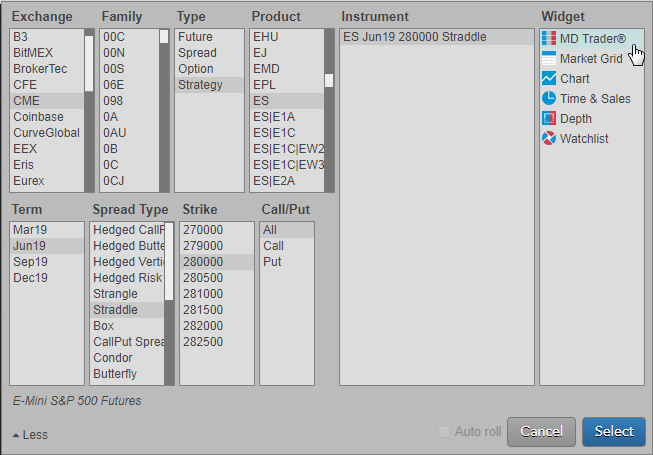 Exchange
B3
BitMEX
BrokerTec
CFE
CME
Coinbase
CurveGlobal
EEX
Eris
Eurex
Family
00C
00N
00S
06E
098
0A
0AU
0B
0C
0CJ
Type
Future
Spread
Option
Strategy
Product
EHU
EJ
EMD
EPL
ES
ES|E1A
ES|E1C
ES|E1C|EW2
ES|E1C|EW3
ES|E2A
Instrument
ES Jun19 280000 Straddle
Widget
MD Trader®
Market Grid
Chart
Time & Sales
Depth
Watchlist
Term
Mar19
Jun19
Sep19
Dec19
Spread Type
Hedged CallP
Hedged Butte
Hedged Vertic
Hedged Risk
Strangle
Straddle
Box
CallPut Sprea
Condor
Butterfly
Strike
270000
279000
280000
280500
281000
281500
282000
282500
Call/Put
All
Call
Put
E-Mini S&P 500 Futures
Less
Auto roll
Cancel
Select